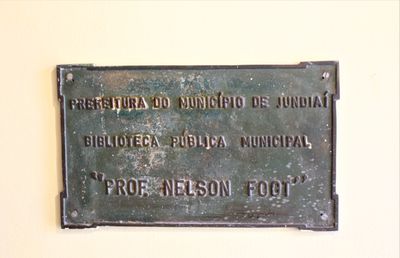 PREFEITURA DO MUNICÍPIO DE JUNDIAÍ
BIBLIOTECA PÚBLICA MUNICIPAL
"PROF. NELSON FOOT"